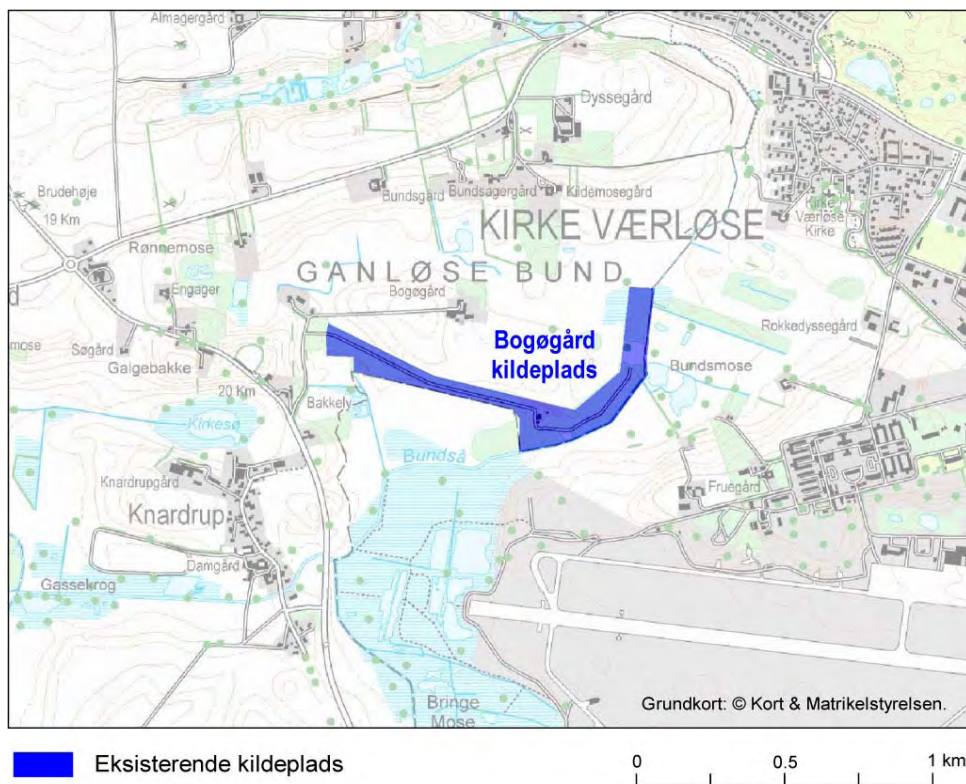 Almagergård
Dyssegård
Brudehøje
19 Km
Bundsgård
Bundsagergård
Kildemosegård
Kirke
Værløse
Kirke
KIRKE VÆRLØSE
Rønnemose
GANLØSE BUND
d
Engager
Bogøgård
Rokkedyssegård
mose
Søgård
Galgebakke
Bogøgård
kildeplads
Bundsmose
20 Km
Bakkely
Kirkesø
Bundså
Knardrupgård
Fruegård
Knardrup
Damgård
Gassekrog
Bringe
Mose
Grundkort: © Kort & Matrikelstyrelsen.
Eksisterende kildeplads
0 0.5 1 km